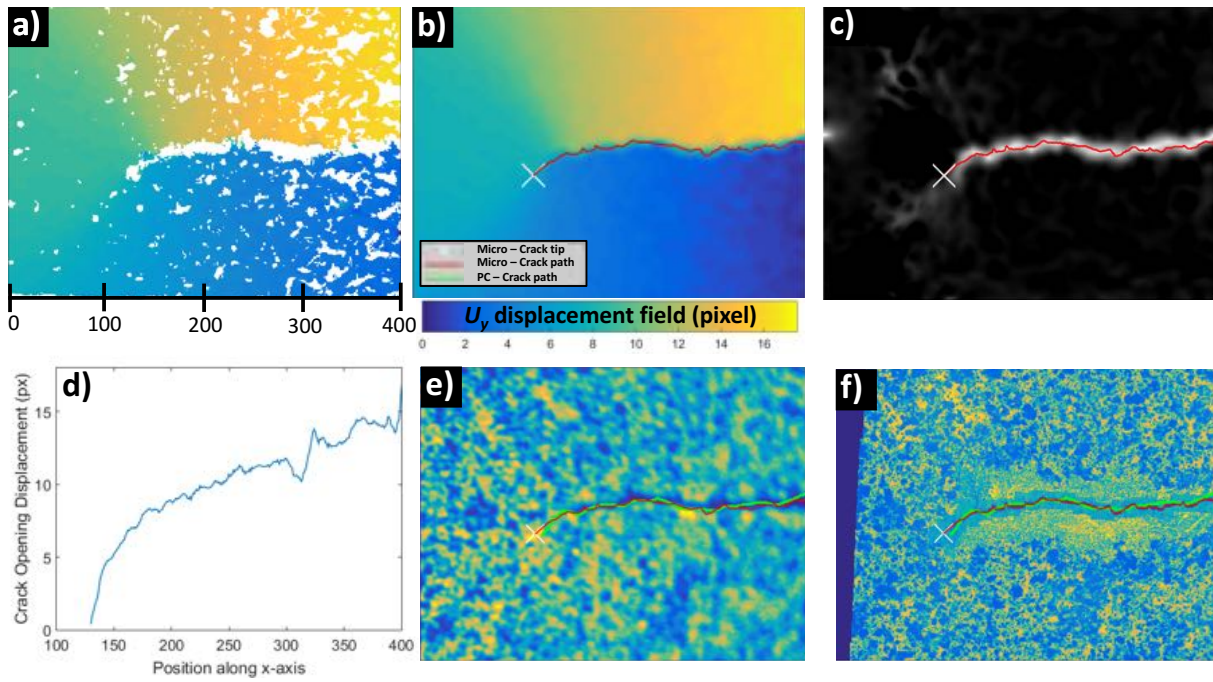 a)
b)
c)
0 100 200 300 400
Micro – Crack tip
Micro – Crack path
PC – Crack path
Uy displacement field (pixel)
0 2 4 6 8 10 12 14 16
d)
e)
f)
Crack Opening Displacement (px)
15
10
5
0
100 150 200 250 300 350 400
Position along x-axis